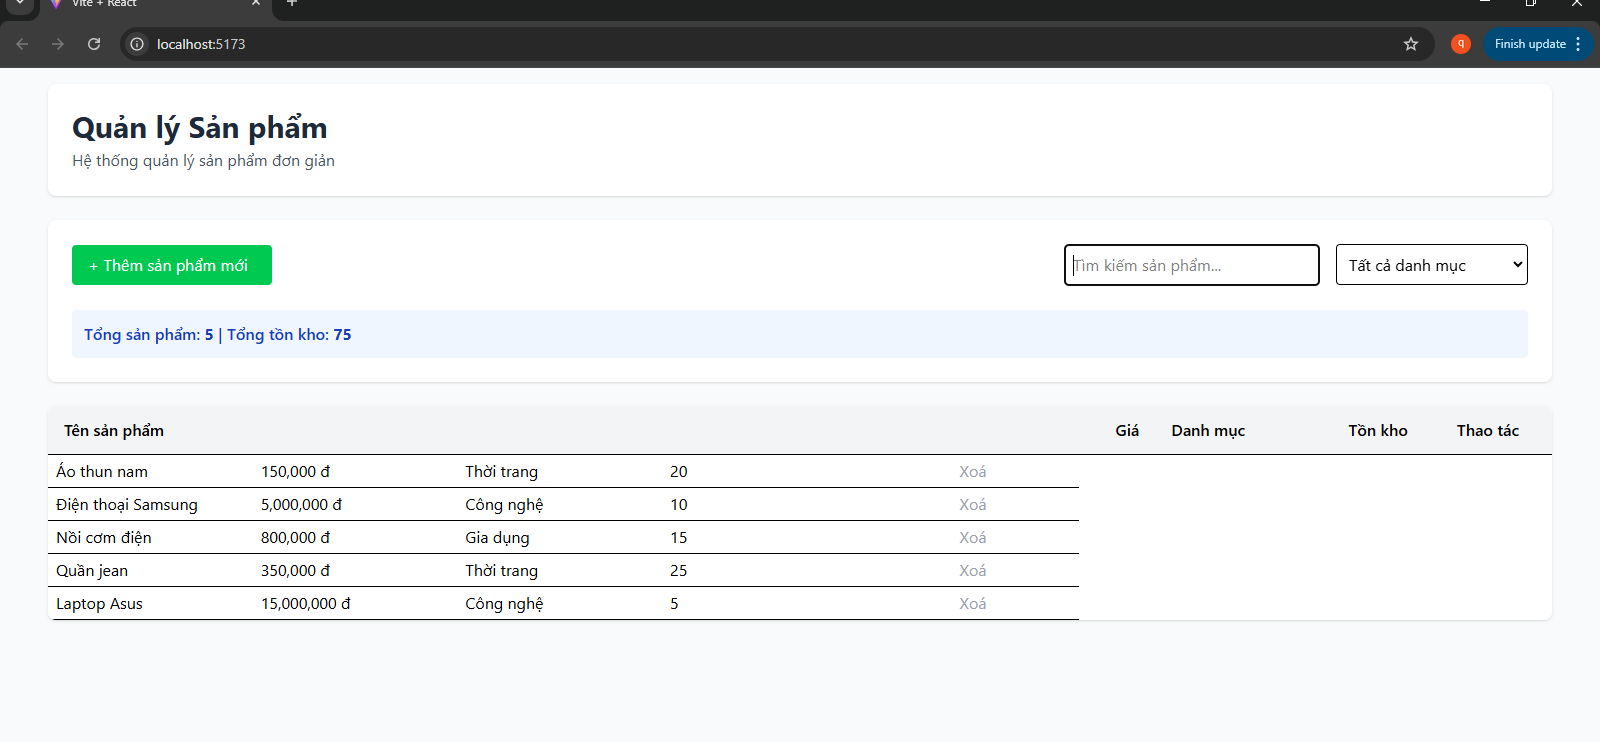 Vite + React
localhost:5173
q
Finish update
Quản lý Sản phẩm
Hệ thống quản lý sản phẩm đơn giản
+ Thêm sản phẩm mới
Tìm kiếm sản phẩm...
Tất cả danh mục
Tổng sản phẩm: 5 | Tổng tồn kho: 75
Tên sản phẩm Giá Danh mục Tồn kho Thao tác
Áo thun nam 150,000 đ Thời trang 20 Xoá
Điện thoại Samsung 5,000,000 đ Công nghệ 10 Xoá
Nồi cơm điện 800,000 đ Gia dụng 15 Xoá
Quần jean 350,000 đ Thời trang 25 Xoá
Laptop Asus 15,000,000 đ Công nghệ 5 Xoá